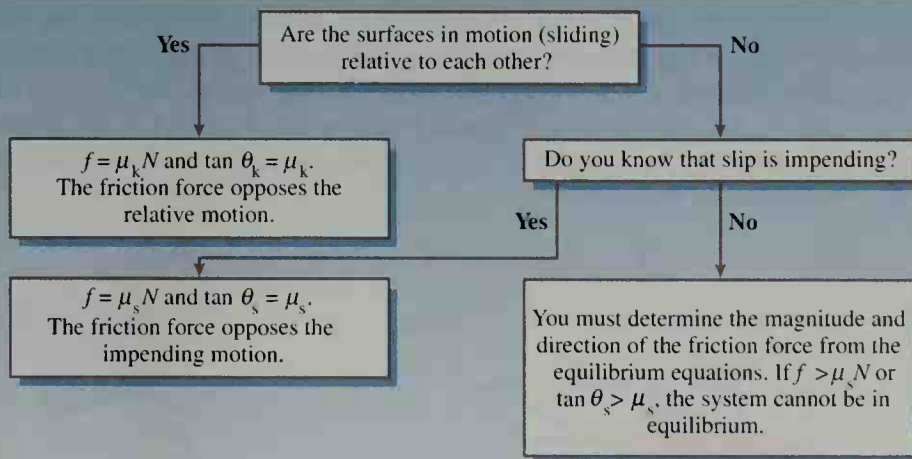 Are the surfaces in motion (sliding)
relative to each other?
Yes
No
f = μₖN and tan θₖ = μₖ.
The friction force opposes the
relative motion.
Do you know that slip is impending?
Yes
No
f = μₛN and tan θₛ = μₛ.
The friction force opposes the
impending motion.
You must determine the magnitude and
direction of the friction force from the
equilibrium equations. If f > μₛN or
tan θₛ > μₛ, the system cannot be in
equilibrium.